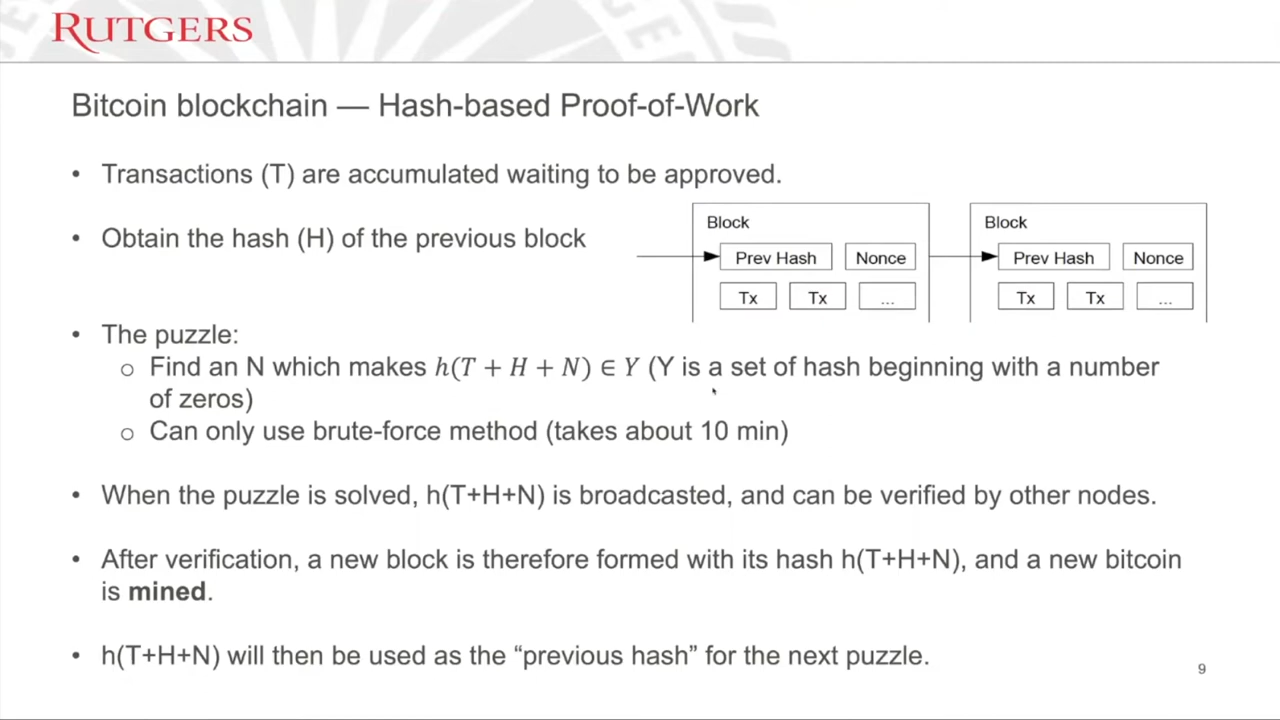 RUTGERS
Bitcoin blockchain — Hash-based Proof-of-Work
• Transactions (T) are accumulated waiting to be approved.
• Obtain the hash (H) of the previous block
Block
Prev Hash
Nonce
Tx
Tx
...
Block
Prev Hash
Nonce
Tx
Tx
...
• The puzzle:
○ Find an N which makes h(T + H + N) ∈ Y (Y is a set of hash beginning with a number
of zeros)
○ Can only use brute-force method (takes about 10 min)
• When the puzzle is solved, h(T+H+N) is broadcasted, and can be verified by other nodes.
• After verification, a new block is therefore formed with its hash h(T+H+N), and a new bitcoin
is mined.
• h(T+H+N) will then be used as the “previous hash” for the next puzzle.
9